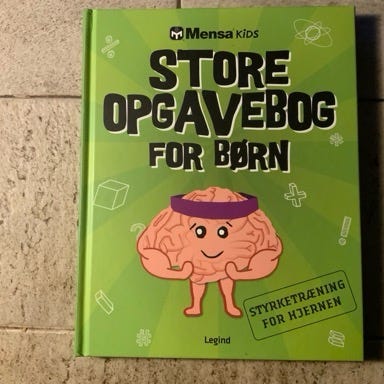 Mensa KiDS
STORE
OPGAVEBOG
FOR BØRN
STYRKETRÆNING
FOR HJERNEN
Legind